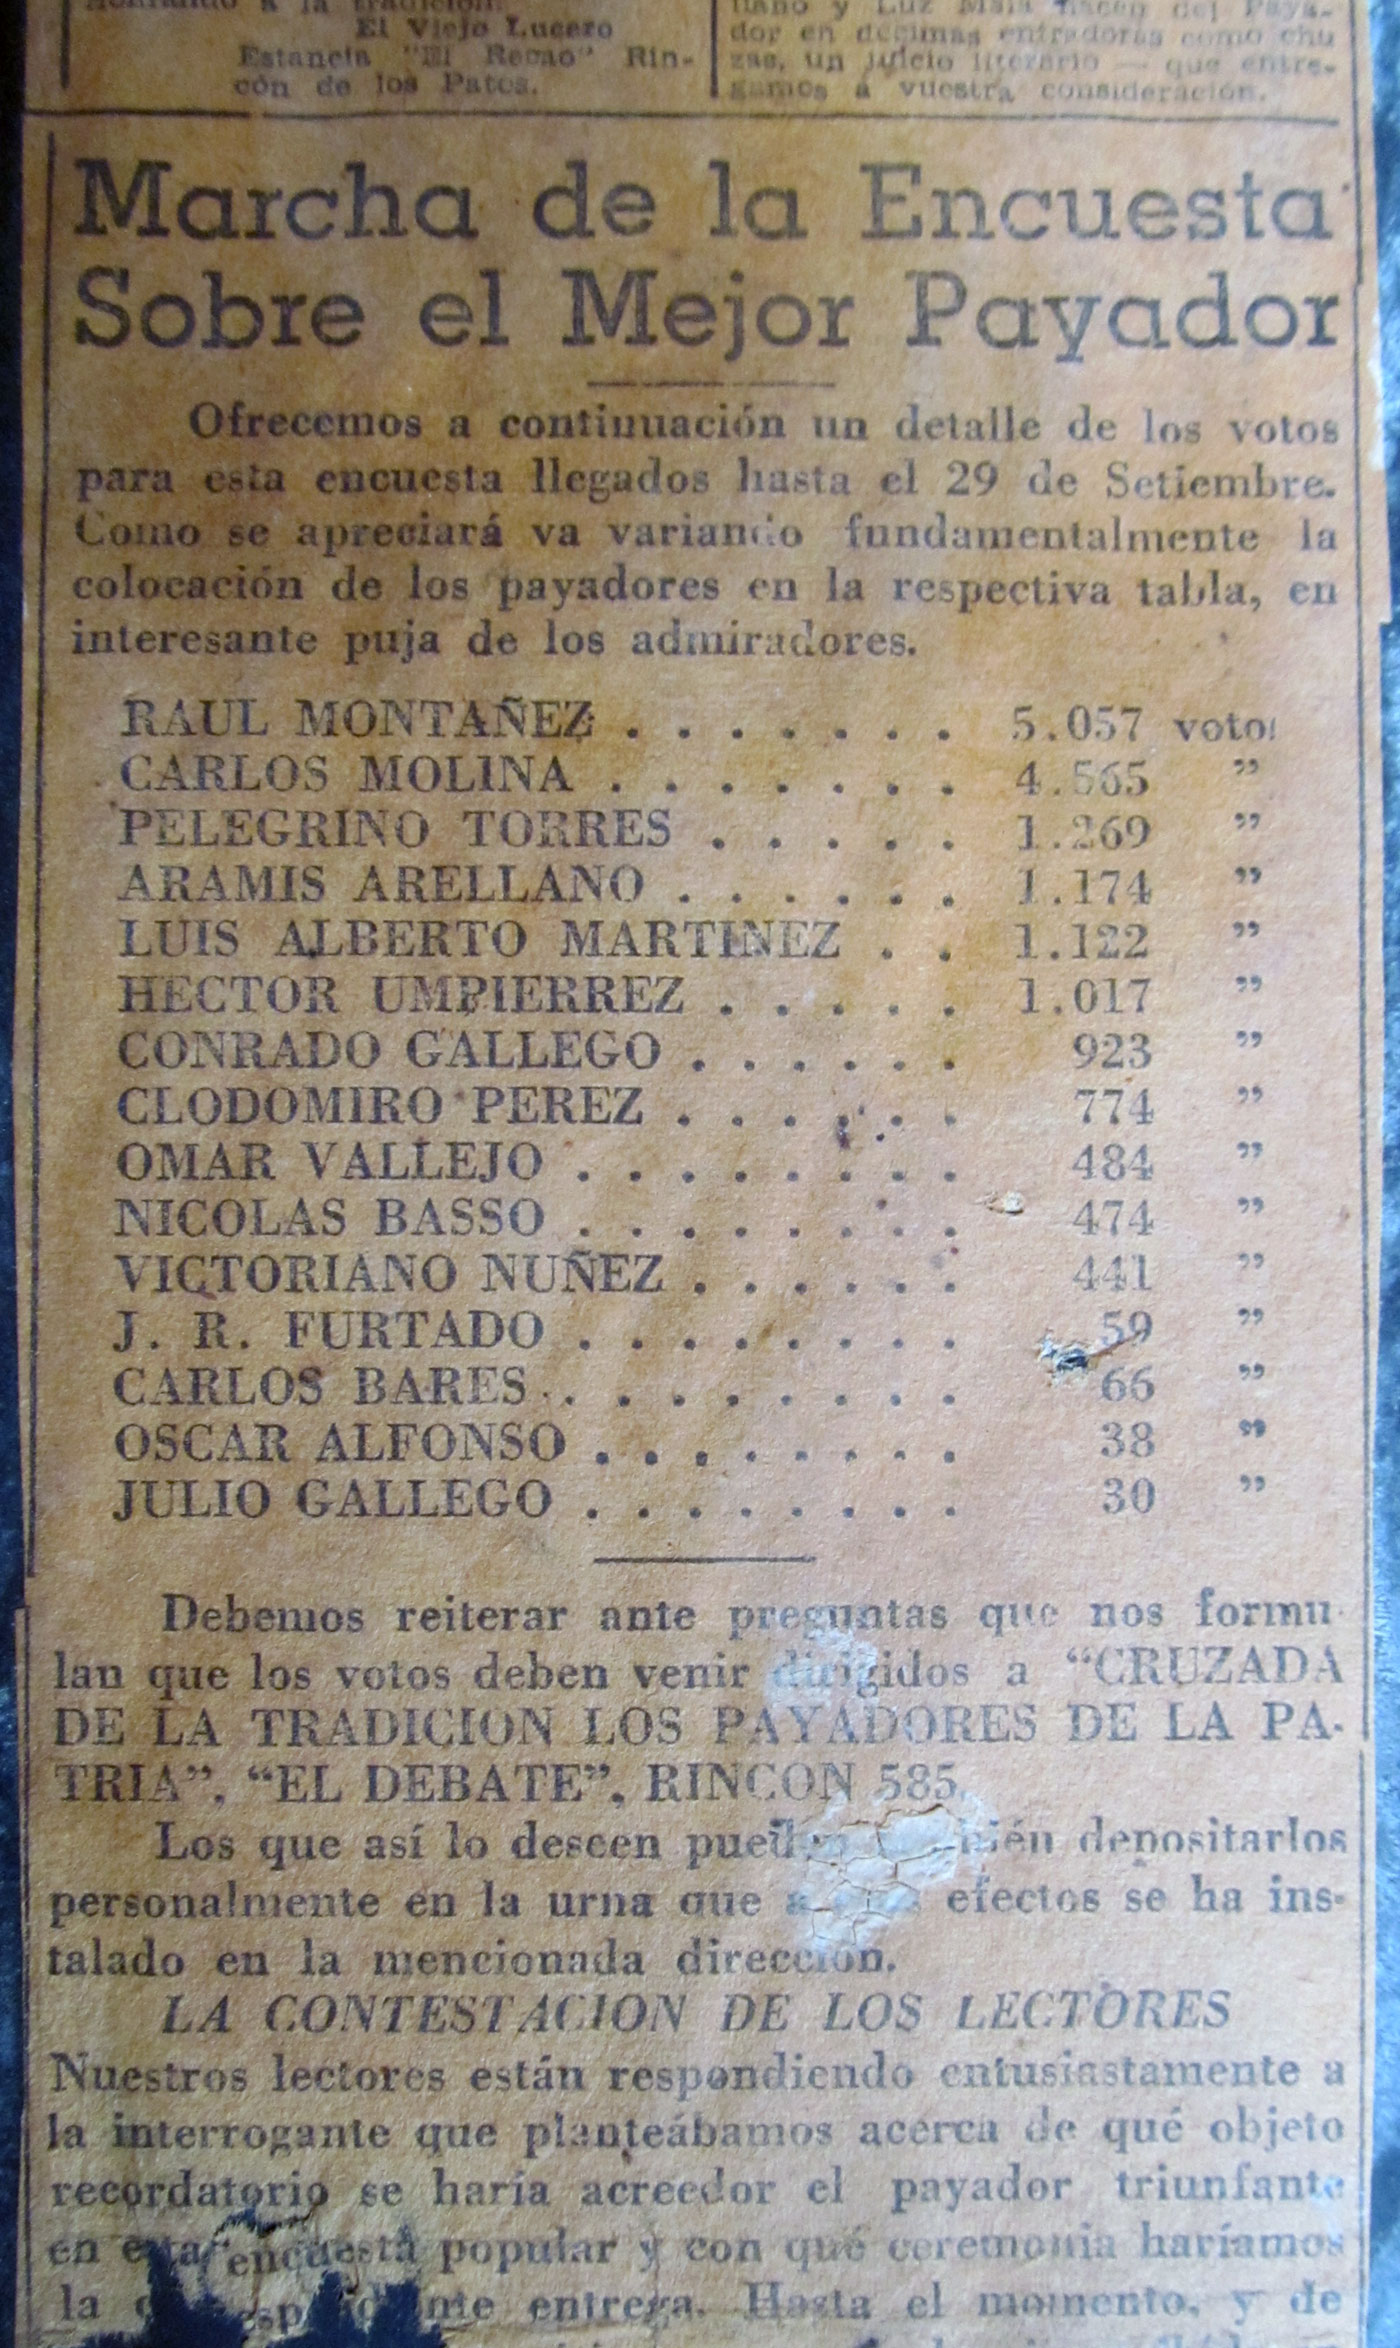 El Viejo Lucero
Estancia "El Recao" Rin-
cón de los Patos.
dor en décimas entradoras como chu
zas, un juicio literario — que entre-
gamos a vuestra consideración.
Marcha de la Encuesta
Sobre el Mejor Payador
Ofrecemos a continuación un detalle de los votos
para esta encuesta llegados hasta el 29 de Setiembre.
Como se apreciará va variando fundamentalmente la
colocación de los payadores en la respectiva tabla, en
interesante puja de los admiradores.
RAUL MONTAÑEZ . . . . . . . 5.057 votos
CARLOS MOLINA . . . . . . . 4.565 ”
PELEGRINO TORRES . . . . . 1.269 ”
ARAMIS ARELLANO . . . . . . 1.174 ”
LUIS ALBERTO MARTINEZ . . 1.122 ”
HECTOR UMPIERREZ . . . . . 1.017 ”
CONRADO GALLEGO . . . . . . 923 ”
CLODOMIRO PEREZ . . . . . . 774 ”
OMAR VALLEJO . . . . . . . . 484 ”
NICOLAS BASSO . . . . . . . . 474 ”
VICTORIANO NUÑEZ . . . . . . 441 ”
J. R. FURTADO . . . . . . . . 59 ”
CARLOS BARES . . . . . . . . 66 ”
OSCAR ALFONSO . . . . . . . . 38 ”
JULIO GALLEGO . . . . . . . . 30 ”
Debemos reiterar ante preguntas que nos formu
lan que los votos deben venir dirigidos a “CRUZADA
DE LA TRADICION LOS PAYADORES DE LA PA-
TRIA”, “EL DEBATE”, RINCON 585.
Los que así lo deseen pueden también depositarlos
personalmente en la urna que a efectos se ha ins-
talado en la mencionada dirección.
LA CONTESTACION DE LOS LECTORES
Nuestros lectores están respondiendo entusiastamente a
la interrogante que planteábamos acerca de qué objeto
recordatorio se haría acreedor el payador triunfante
en esta encuesta popular y con qué ceremonia haríamos
la entrega. Hasta el momento, y de